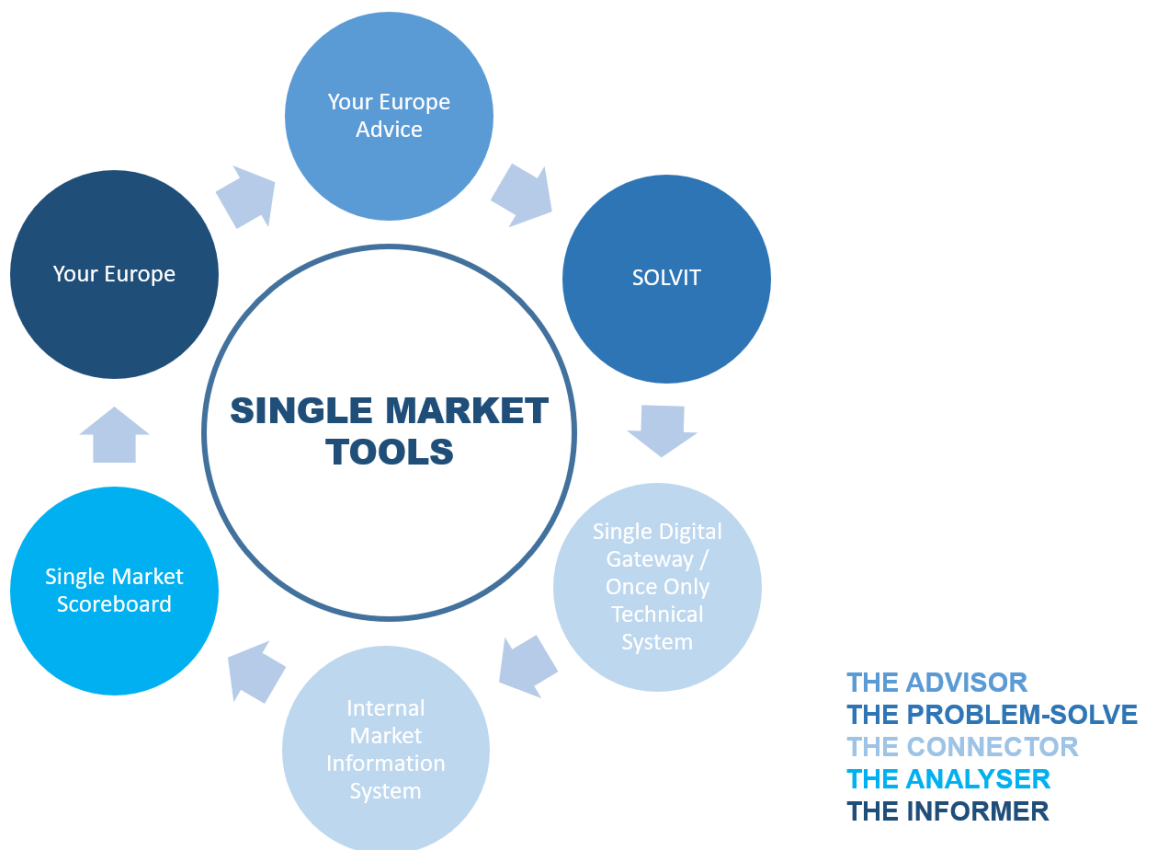 Your Europe
Advice
Your Europe
SOLVIT
SINGLE MARKET
TOOLS
Single Digital
Gateway /
Once Only
Technical
System
Single Market
Scoreboard
Internal
Market
Information
System
THE ADVISOR
THE PROBLEM-SOLVE
THE CONNECTOR
THE ANALYSER
THE INFORMER